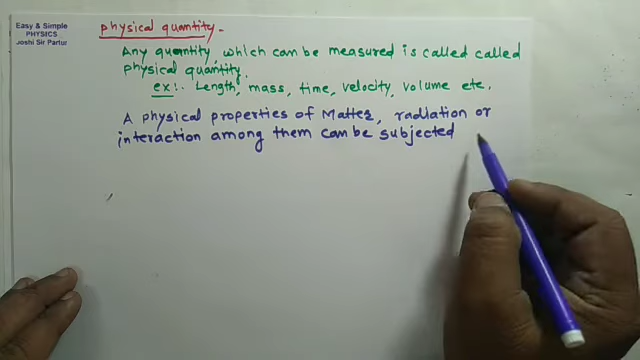 Easy & Simple
PHYSICS
Joshi Sir Partur
physical quantity.
Any quantity which can be measured is called called
physical quantity.
ex:. Length, mass, time, velocity, volume etc.
A physical properties of Matter, radiation or
interaction among them can be subjected